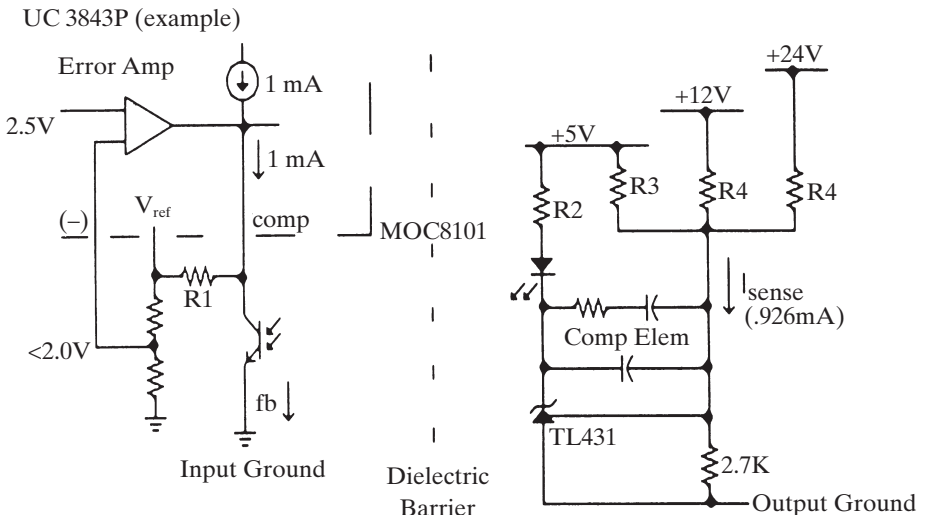 UC 3843P (example)
Error Amp
1 mA
2.5V
1 mA
(–)
Vref
comp
MOC8101
R1
<2.0V
fb
Input Ground
Dielectric
Barrier
+24V
+12V
+5V
R2
R3
R4
R4
Isense
(.926mA)
Comp Elem
TL431
2.7K
Output Ground